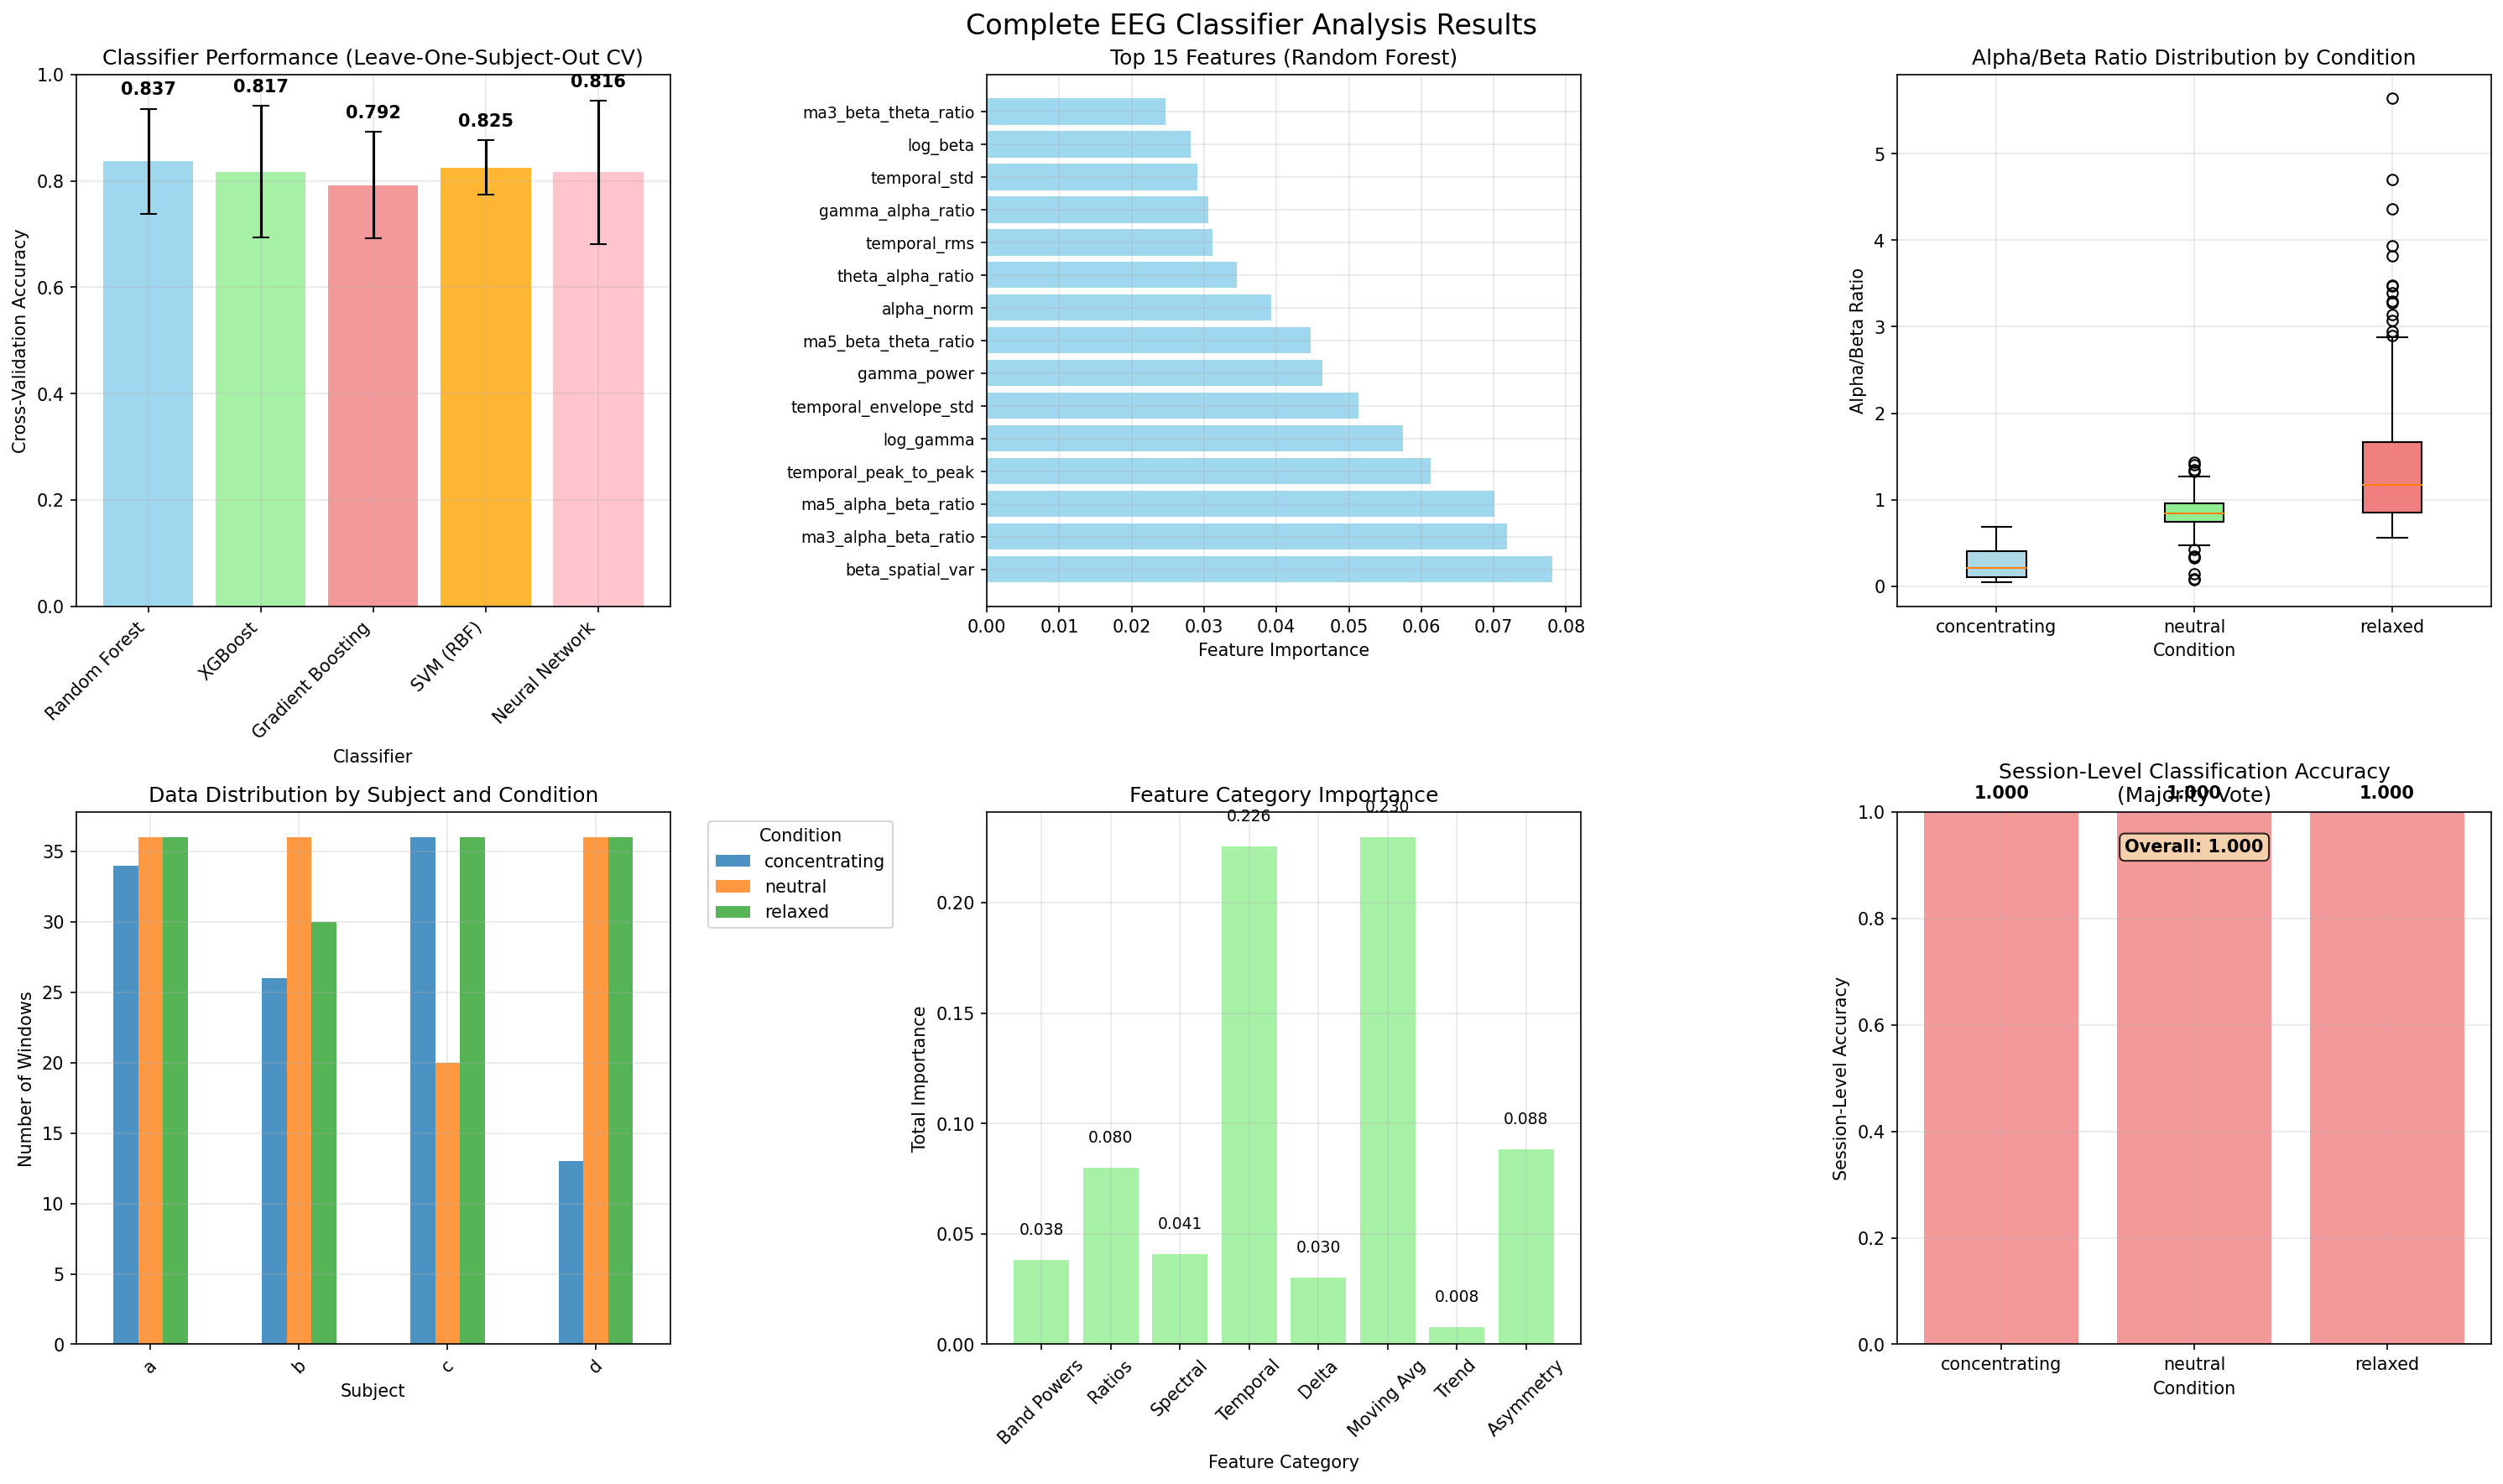 Complete EEG Classifier Analysis Results
Classifier Performance (Leave-One-Subject-Out CV)
Cross-Validation Accuracy
1.0
0.8
0.6
0.4
0.2
0.0
0.837
0.817
0.792
0.825
0.816
Random Forest
XGBoost
Gradient Boosting
SVM (RBF)
Neural Network
Classifier
Top 15 Features (Random Forest)
ma3_beta_theta_ratio
log_beta
temporal_std
gamma_alpha_ratio
temporal_rms
theta_alpha_ratio
alpha_norm
ma5_beta_theta_ratio
gamma_power
temporal_envelope_std
log_gamma
temporal_peak_to_peak
ma5_alpha_beta_ratio
ma3_alpha_beta_ratio
beta_spatial_var
0.00 0.01 0.02 0.03 0.04 0.05 0.06 0.07 0.08
Feature Importance
Alpha/Beta Ratio Distribution by Condition
Alpha/Beta Ratio
5
4
3
2
1
0
concentrating neutral relaxed
Condition
Data Distribution by Subject and Condition
Number of Windows
35
30
25
20
15
10
5
0
a b c d
Subject
Condition
concentrating
neutral
relaxed
Feature Category Importance
Total Importance
0.20
0.15
0.10
0.05
0.00
0.038
0.080
0.041
0.226
0.030
0.230
0.008
0.088
Band Powers
Ratios
Spectral
Temporal
Delta
Moving Avg
Trend
Asymmetry
Feature Category
Session-Level Classification Accuracy
(Majority Vote)
1.000 1.000 1.000
Overall: 1.000
Session-Level Accuracy
1.0
0.8
0.6
0.4
0.2
0.0
concentrating neutral relaxed
Condition